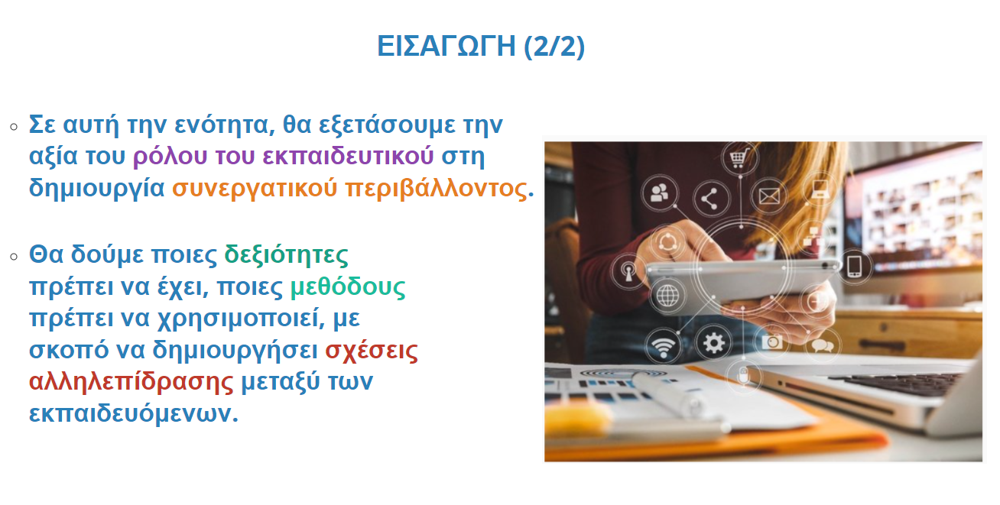 ΕΙΣΑΓΩΓΗ (2/2)
Σε αυτή την ενότητα, θα εξετάσουμε την
αξία του ρόλου του εκπαιδευτικού στη
δημιουργία συνεργατικού περιβάλλοντος.
Θα δούμε ποιες δεξιότητες
πρέπει να έχει, ποιες μεθόδους
πρέπει να χρησιμοποιεί, με
σκοπό να δημιουργήσει σχέσεις
αλληλεπίδρασης μεταξύ των
εκπαιδευόμενων.